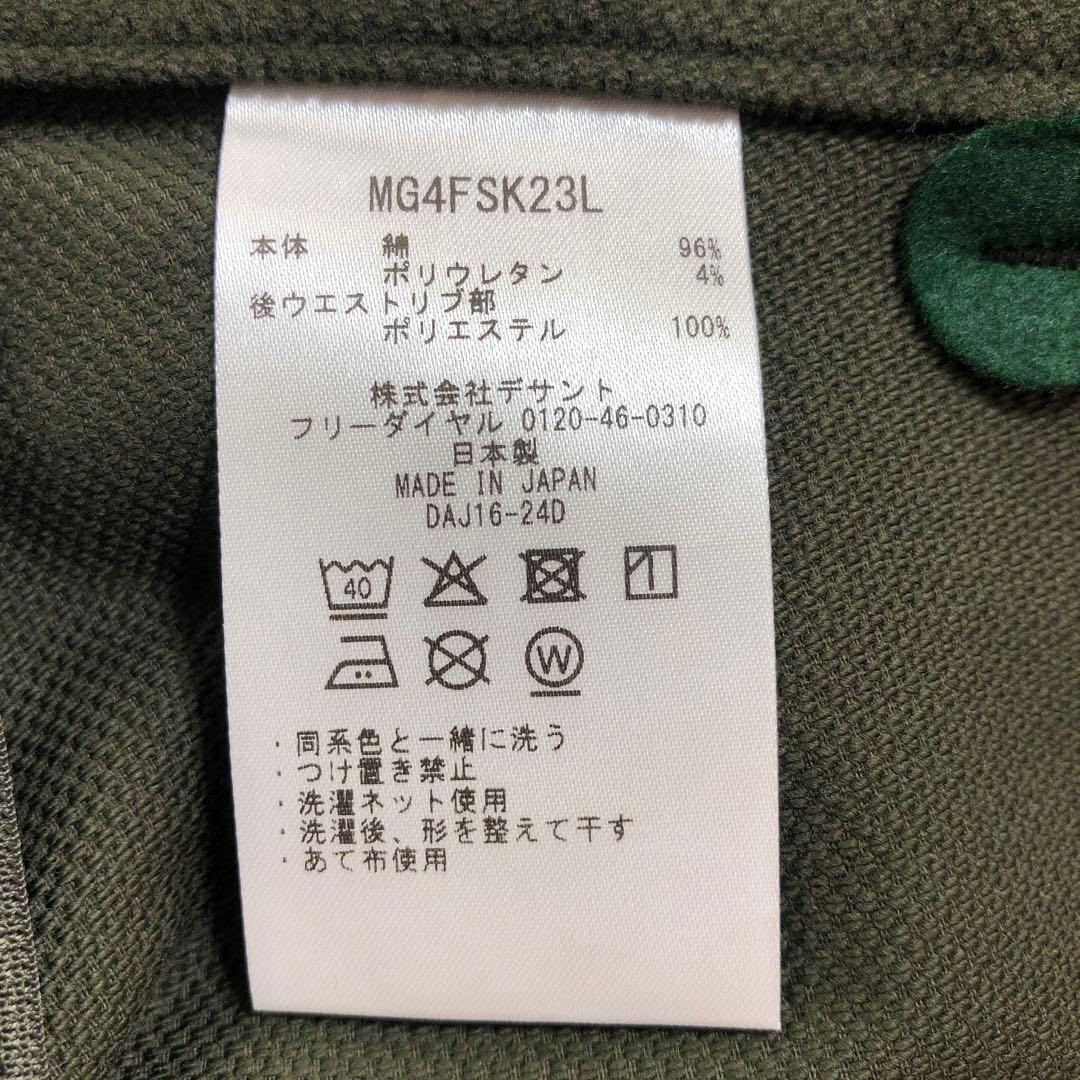 MG4FSK23L
本体 綿 96%
ポリウレタン 4%
後ウエストリブ部
ポリエステル 100%
株式会社デサント
フリーダイヤル 0120-46-0310
日本製
MADE IN JAPAN
DAJ16-24D
40
W
・同系色と一緒に洗う
・つけ置き禁止
・洗濯ネット使用
・洗濯後、形を整えて干す
・あて布使用